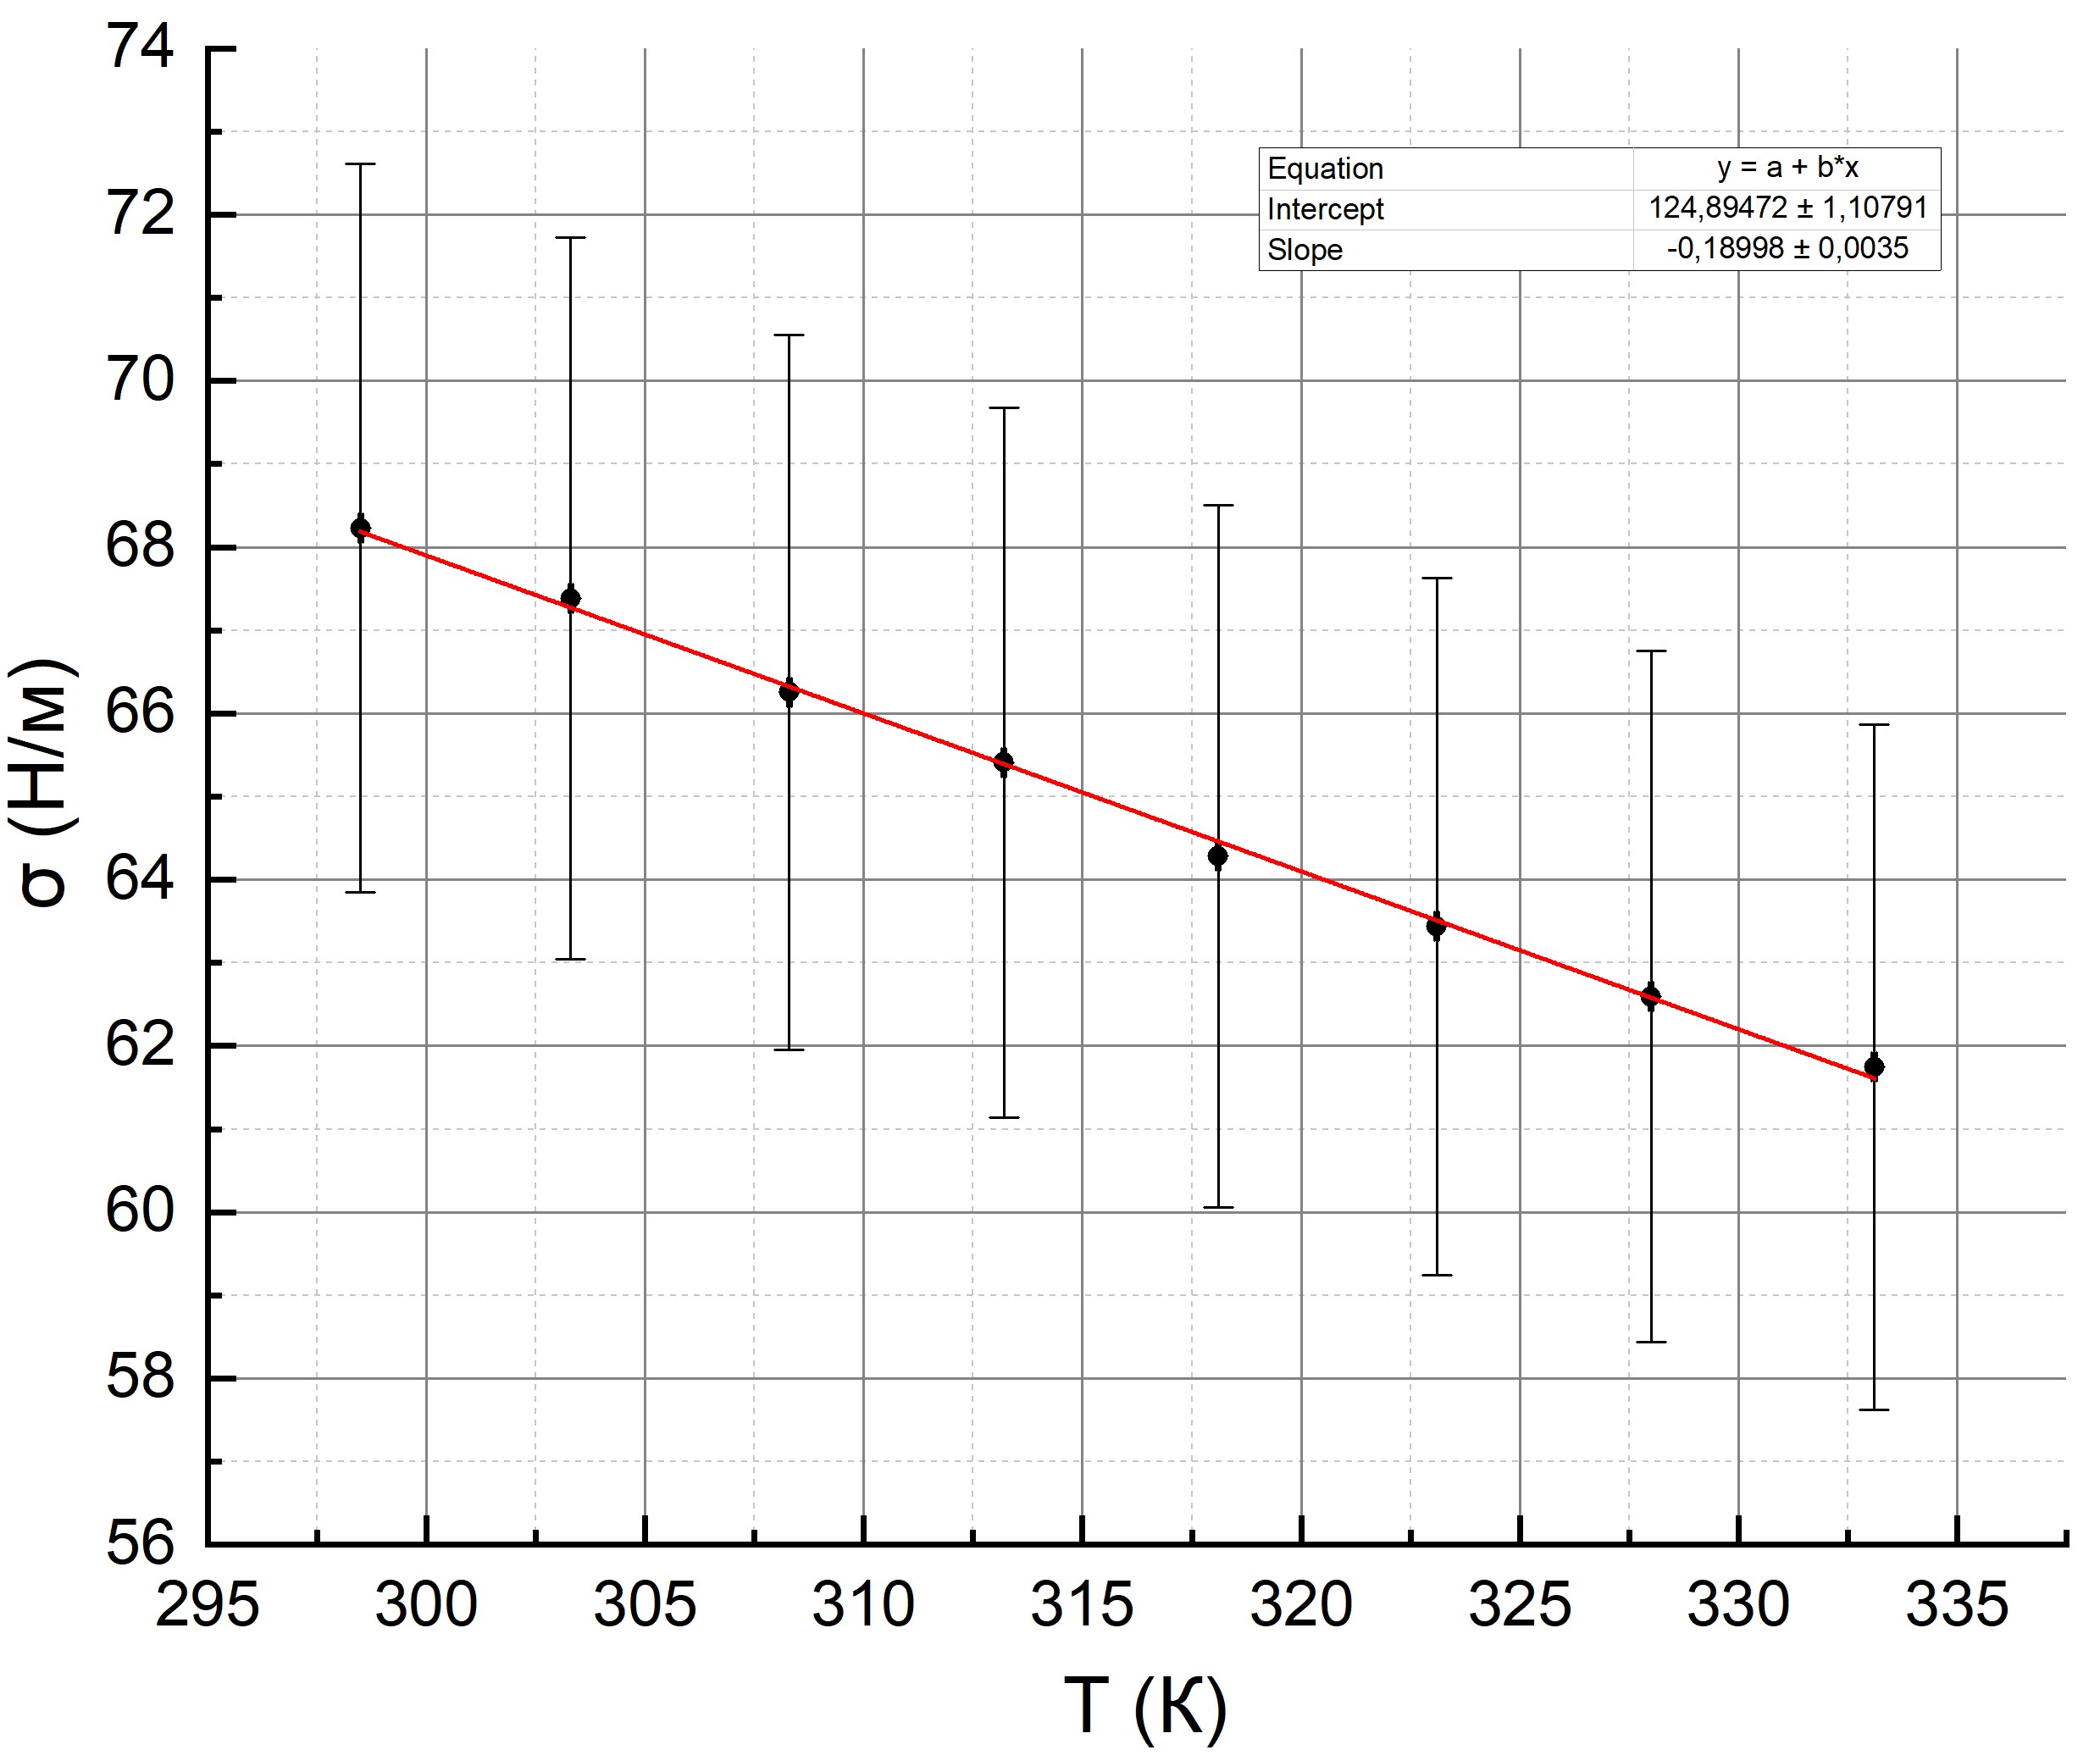 74
72
70
68
66
64
62
60
58
56
σ (Н/м)
Equation y = a + b*x
Intercept 124,89472 ± 1,10791
Slope -0,18998 ± 0,0035
295 300 305 310 315 320 325 330 335
T (К)